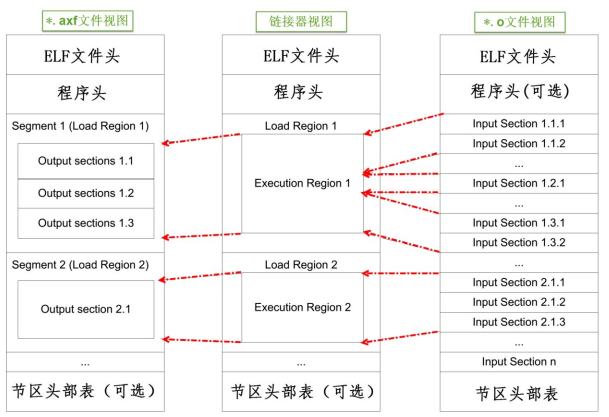 *.axf文件视图
ELF文件头
程序头
Segment 1 (Load Region 1)
Output sections 1.1
Output sections 1.2
Output sections 1.3
Segment 2 (Load Region 2)
Output section 2.1
...
节区头部表（可选）
链接器视图
ELF文件头
程序头
Load Region 1
Execution Region 1
Load Region 2
Execution Region 2
...
节区头部表（可选）
*.o文件视图
ELF文件头
程序头(可选)
Input Section 1.1.1
Input Section 1.1.2
...
Input Section 1.2.1
...
Input Section 1.3.1
Input Section 1.3.2
...
Input Section 2.1.1
Input Section 2.1.2
Input Section 2.1.3
...
Input Section n
节区头部表